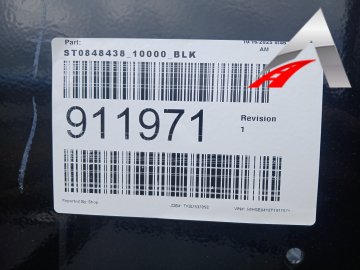 Part:
AM
ST0848438_10000_BLK
911971
Revision
1
Reported By: Shop